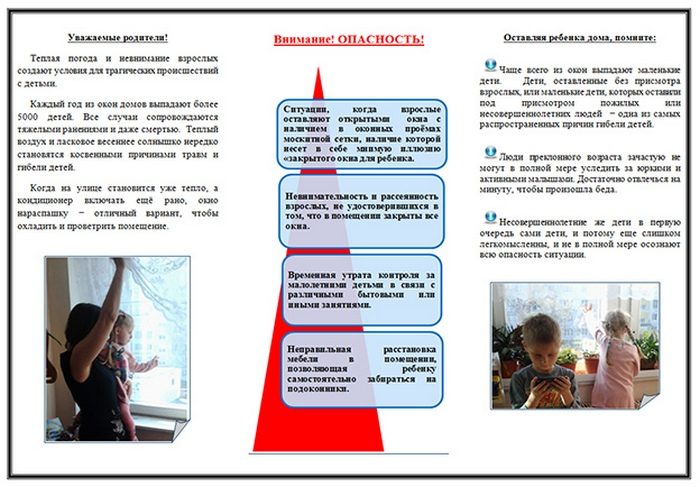 Уважаемые родители!
Теплая погода и невнимание взрослых
создают условия для трагических происшествий
с детьми.
Каждый год из окон домов выпадают более
5000 детей. Все случаи сопровождаются
тяжелыми ранениями и даже смертью. Теплый
воздух и ласковое весеннее солнышко нередко
становятся косвенными причинами травм и
гибели детей.
Когда на улице становится уже тепло, а
кондиционер включать ещё рано, окно
нараспашку – отличный вариант, чтобы
охладить и проветрить помещение.
Внимание! ОПАСНОСТЬ!
Ситуации, когда взрослые
оставляют открытыми окна с
наличием в оконных проёмах
москитной сетки, наличие которой
несет в себе мнимую иллюзию
«закрытого окна для ребенка.
Невнимательность и рассеянность
взрослых, не удостоверившихся в
том, что в помещении закрыты все
окна.
Временная утрата контроля за
малолетними детьми в связи с
различными бытовыми или
иными занятиями.
Неправильная расстановка
мебели в помещении,
позволяющая ребенку
самостоятельно забираться на
подоконники.
Оставляя ребенка дома, помните:
Чаще всего из окон выпадают маленькие
дети. Дети, оставленные без присмотра
взрослых, или маленькие дети, которых оставили
под присмотром пожилых или
несовершеннолетних людей – одна из самых
распространенных причин гибели детей.
Люди преклонного возраста зачастую не
могут в полной мере уследить за юркими и
активными малышами. Достаточно отвлечься на
минуту, чтобы произошла беда.
Несовершеннолетние же дети в первую
очередь сами дети, и потому еще слишком
легкомысленны, и не в полной мере осознают
всю опасность ситуации.